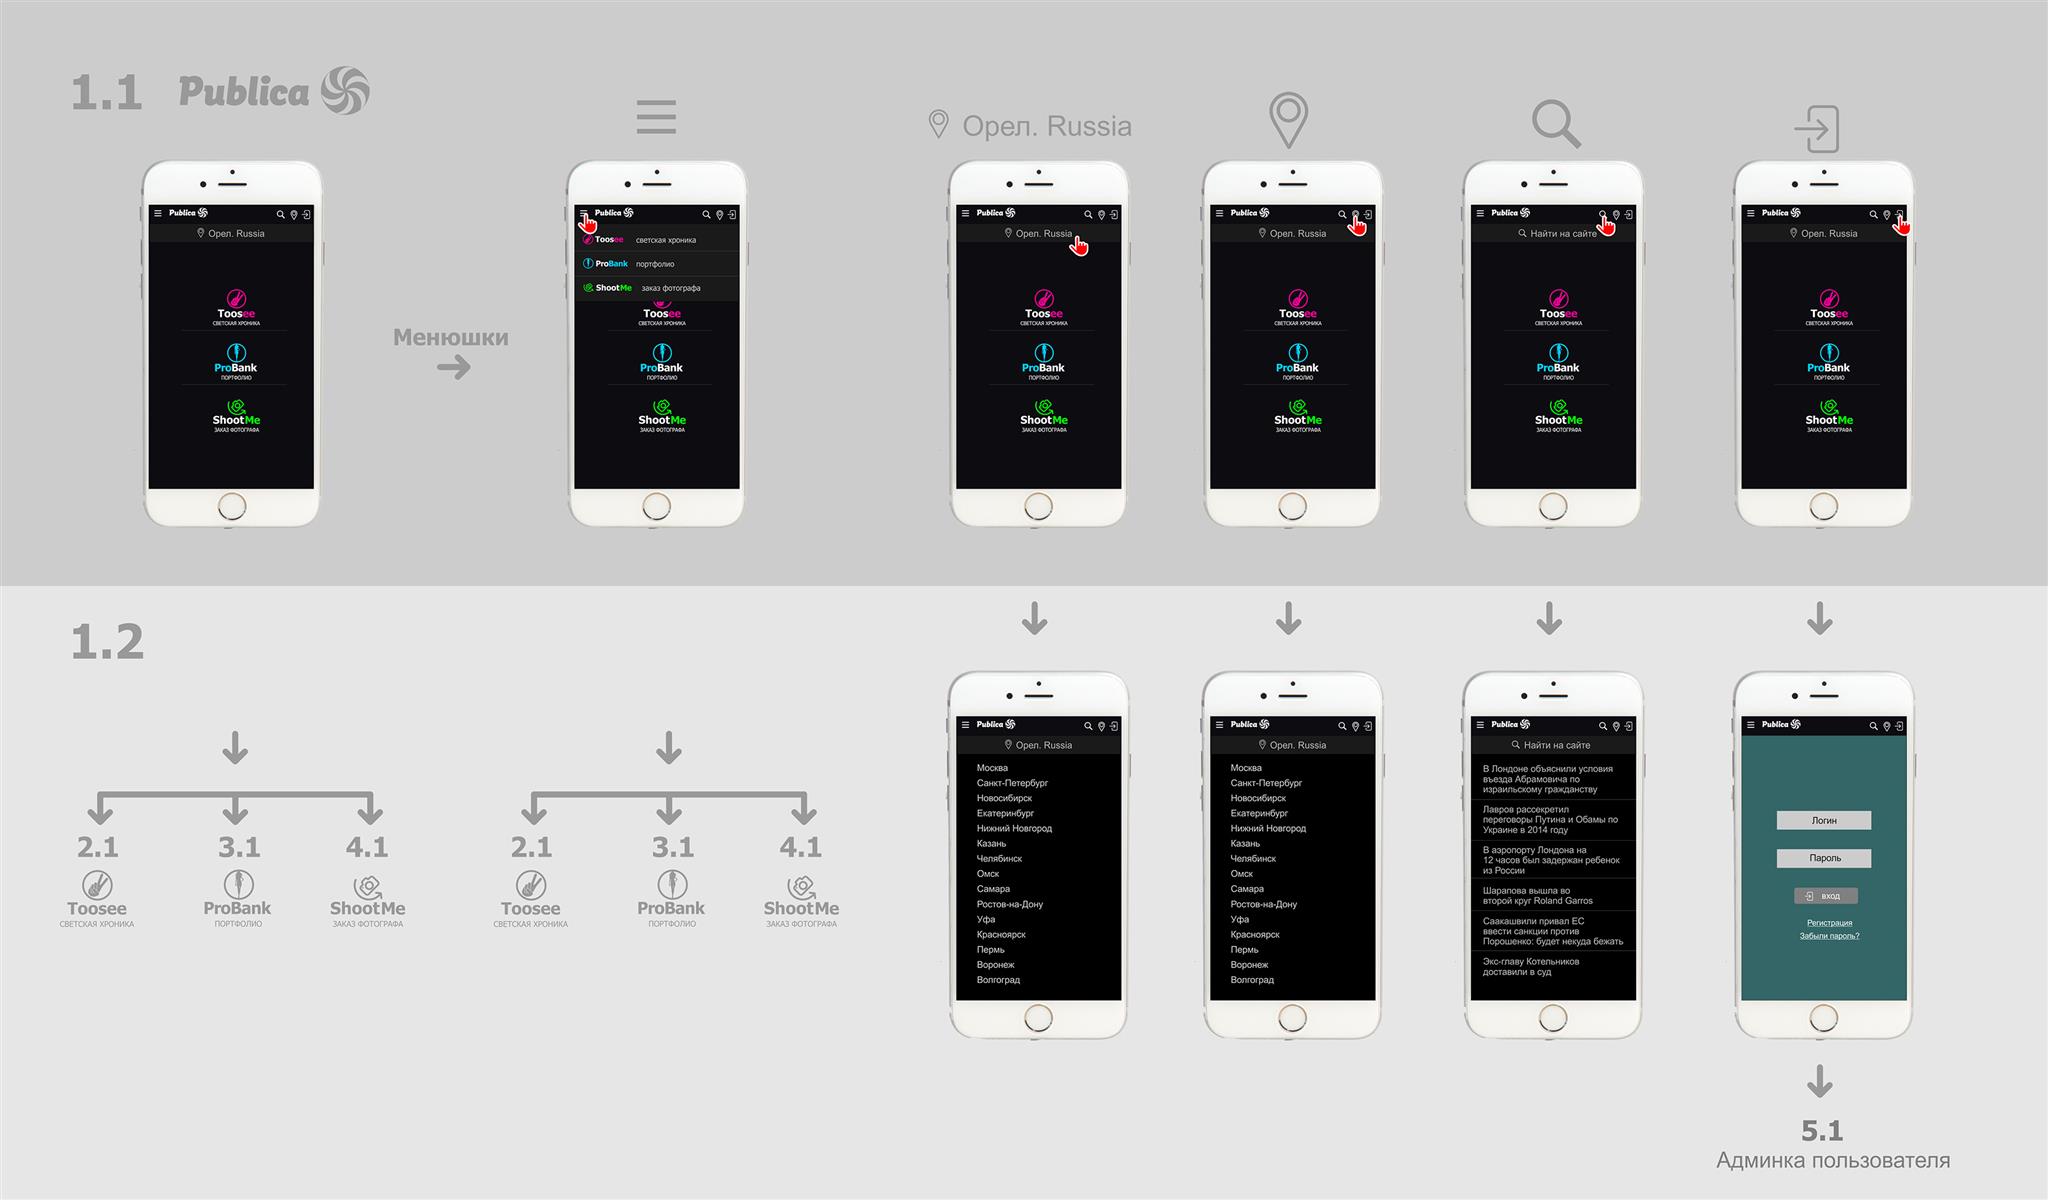 1.1 Publica
Орел. Russia
Publica
Орел. Russia
Toosee
СВЕТСКАЯ ХРОНИКА
ProBank
ПОРТФОЛИО
ShootMe
ЗАКАЗ ФОТОГРАФА
Менюшки
Publica
Toosee светская хроника
ProBank портфолио
ShootMe заказ фотографа
Toosee
СВЕТСКАЯ ХРОНИКА
ProBank
ПОРТФОЛИО
ShootMe
ЗАКАЗ ФОТОГРАФА
Publica
Орел. Russia
Toosee
СВЕТСКАЯ ХРОНИКА
ProBank
ПОРТФОЛИО
ShootMe
ЗАКАЗ ФОТОГРАФА
Publica
Орел. Russia
Toosee
СВЕТСКАЯ ХРОНИКА
ProBank
ПОРТФОЛИО
ShootMe
ЗАКАЗ ФОТОГРАФА
Publica
Найти на сайте
Toosee
СВЕТСКАЯ ХРОНИКА
ProBank
ПОРТФОЛИО
ShootMe
ЗАКАЗ ФОТОГРАФА
Publica
Орел. Russia
Toosee
СВЕТСКАЯ ХРОНИКА
ProBank
ПОРТФОЛИО
ShootMe
ЗАКАЗ ФОТОГРАФА
1.2
2.1
Toosee
СВЕТСКАЯ ХРОНИКА
3.1
ProBank
ПОРТФОЛИО
4.1
ShootMe
ЗАКАЗ ФОТОГРАФА
2.1
Toosee
СВЕТСКАЯ ХРОНИКА
3.1
ProBank
ПОРТФОЛИО
4.1
ShootMe
ЗАКАЗ ФОТОГРАФА
Publica
Орел. Russia
Москва
Санкт-Петербург
Новосибирск
Екатеринбург
Нижний Новгород
Казань
Челябинск
Омск
Самара
Ростов-на-Дону
Уфа
Красноярск
Пермь
Воронеж
Волгоград
Publica
Орел. Russia
Москва
Санкт-Петербург
Новосибирск
Екатеринбург
Нижний Новгород
Казань
Челябинск
Омск
Самара
Ростов-на-Дону
Уфа
Красноярск
Пермь
Воронеж
Волгоград
Publica
Найти на сайте
В Лондоне объяснили условия
въезда Абрамовича по
израильскому гражданству
Лавров рассекретил
переговоры Путина и Обамы по
Украине в 2014 году
В аэропорту Лондона на
12 часов был задержан ребенок
из России
Шарапова вышла во
второй круг Roland Garros
Саакашвили привал ЕС
ввести санкции против
Порошенко: будет некуда бежать
Экс-главу Котельников
доставили в суд
Publica
Логин
Пароль
вход
Регистрация
Забыли пароль?
5.1
Админка пользователя